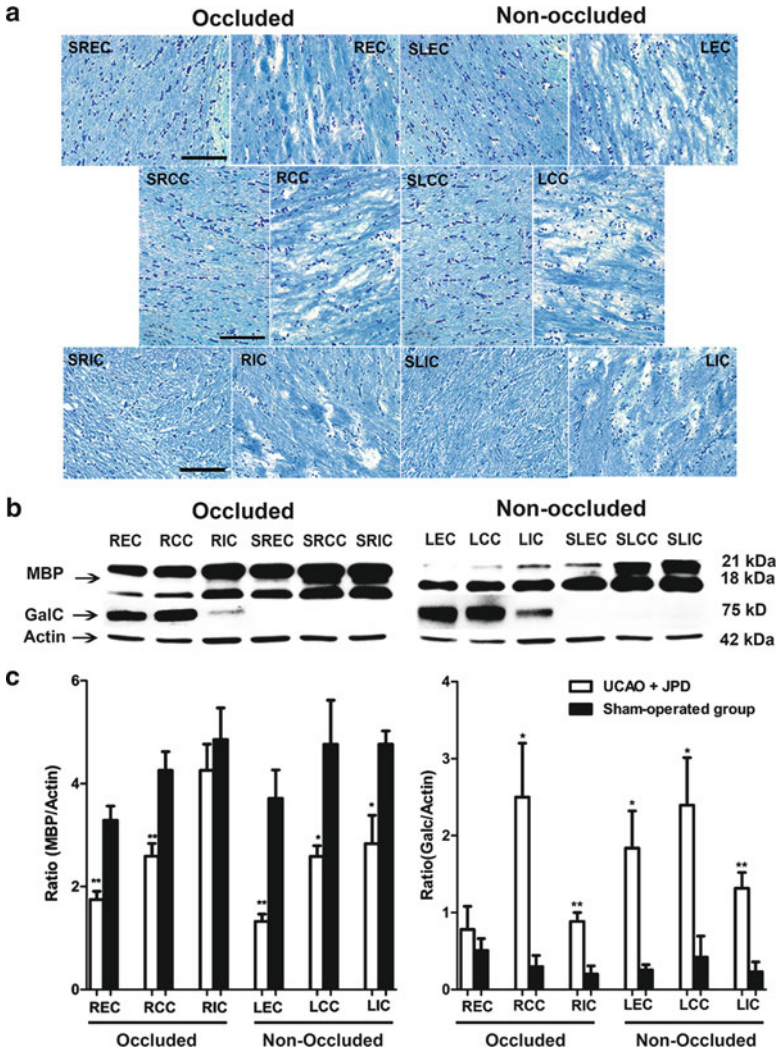 a
Occluded
Non-occluded
SREC
REC
SLEC
LEC
SRCC
RCC
SLCC
LCC
SRIC
RIC
SLIC
LIC
b
Occluded
Non-occluded
REC RCC RIC SREC SRCC SRIC
LEC LCC LIC SLEC SLCC SLIC
MBP
GalC
Actin
21 kDa
18 kDa
75 kD
42 kDa
c
Ratio (MBP/Actin)
6
4
2
0
**
**
**
*
*
REC RCC RIC LEC LCC LIC
Occluded Non-Occluded
Ratio(Galc/Actin)
4
3
2
1
0
UCAO + JPD
Sham-operated group
*
**
*
*
**
REC RCC RIC LEC LCC LIC
Occluded Non-Occluded